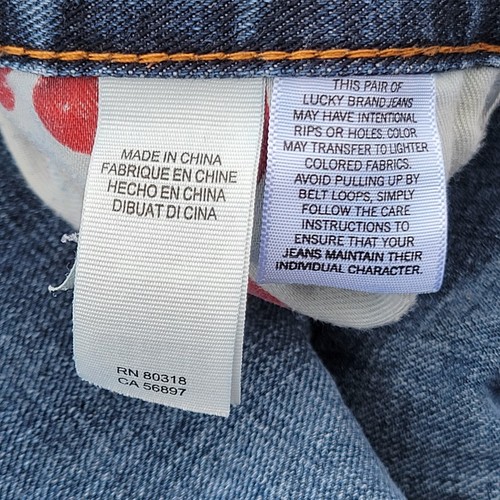 MADE IN CHINA
FABRIQUE EN CHINE
HECHO EN CHINA
DIBUAT DI CINA
RN 80318
CA 56897
THIS PAIR OF
LUCKY BRAND JEANS
MAY HAVE INTENTIONAL
RIPS OR HOLES. COLOR
MAY TRANSFER TO LIGHTER
COLORED FABRICS.
AVOID PULLING UP BY
BELT LOOPS, SIMPLY
FOLLOW THE CARE
INSTRUCTIONS TO
ENSURE THAT YOUR
JEANS MAINTAIN THEIR
INDIVIDUAL CHARACTER.